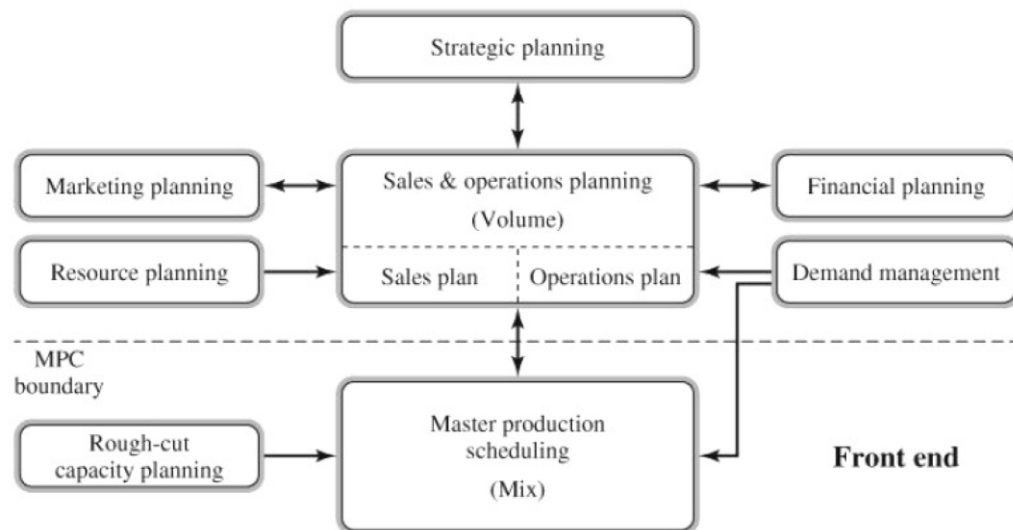 Strategic planning
Marketing planning
Sales & operations planning
(Volume)
Financial planning
Resource planning
Sales plan
Operations plan
Demand management
MPC
boundary
Rough-cut
capacity planning
Master production
scheduling
(Mix)
Front end